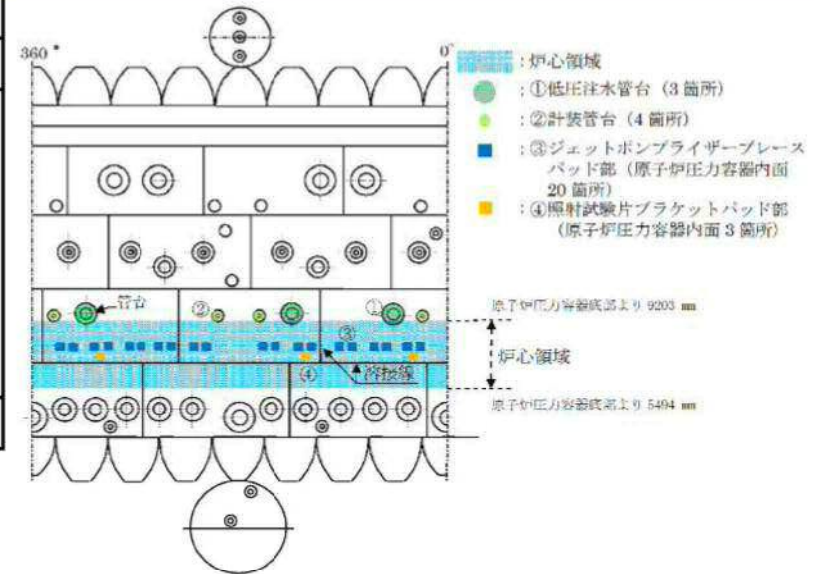 360 °
0°
：炉心領域
：①低圧注水管台（3 箇所）
：②計装管台（4 箇所）
：③ジェットポンプライザーブレース
パッド部（原子炉圧力容器内面
20 箇所）
：④照射試験片ブラケットパッド部
（原子炉圧力容器内面 3 箇所）
管台
②
①
③
④
溶接線
原子炉圧力容器底部より 9203 mm
炉心領域
原子炉圧力容器底部より 5494 mm